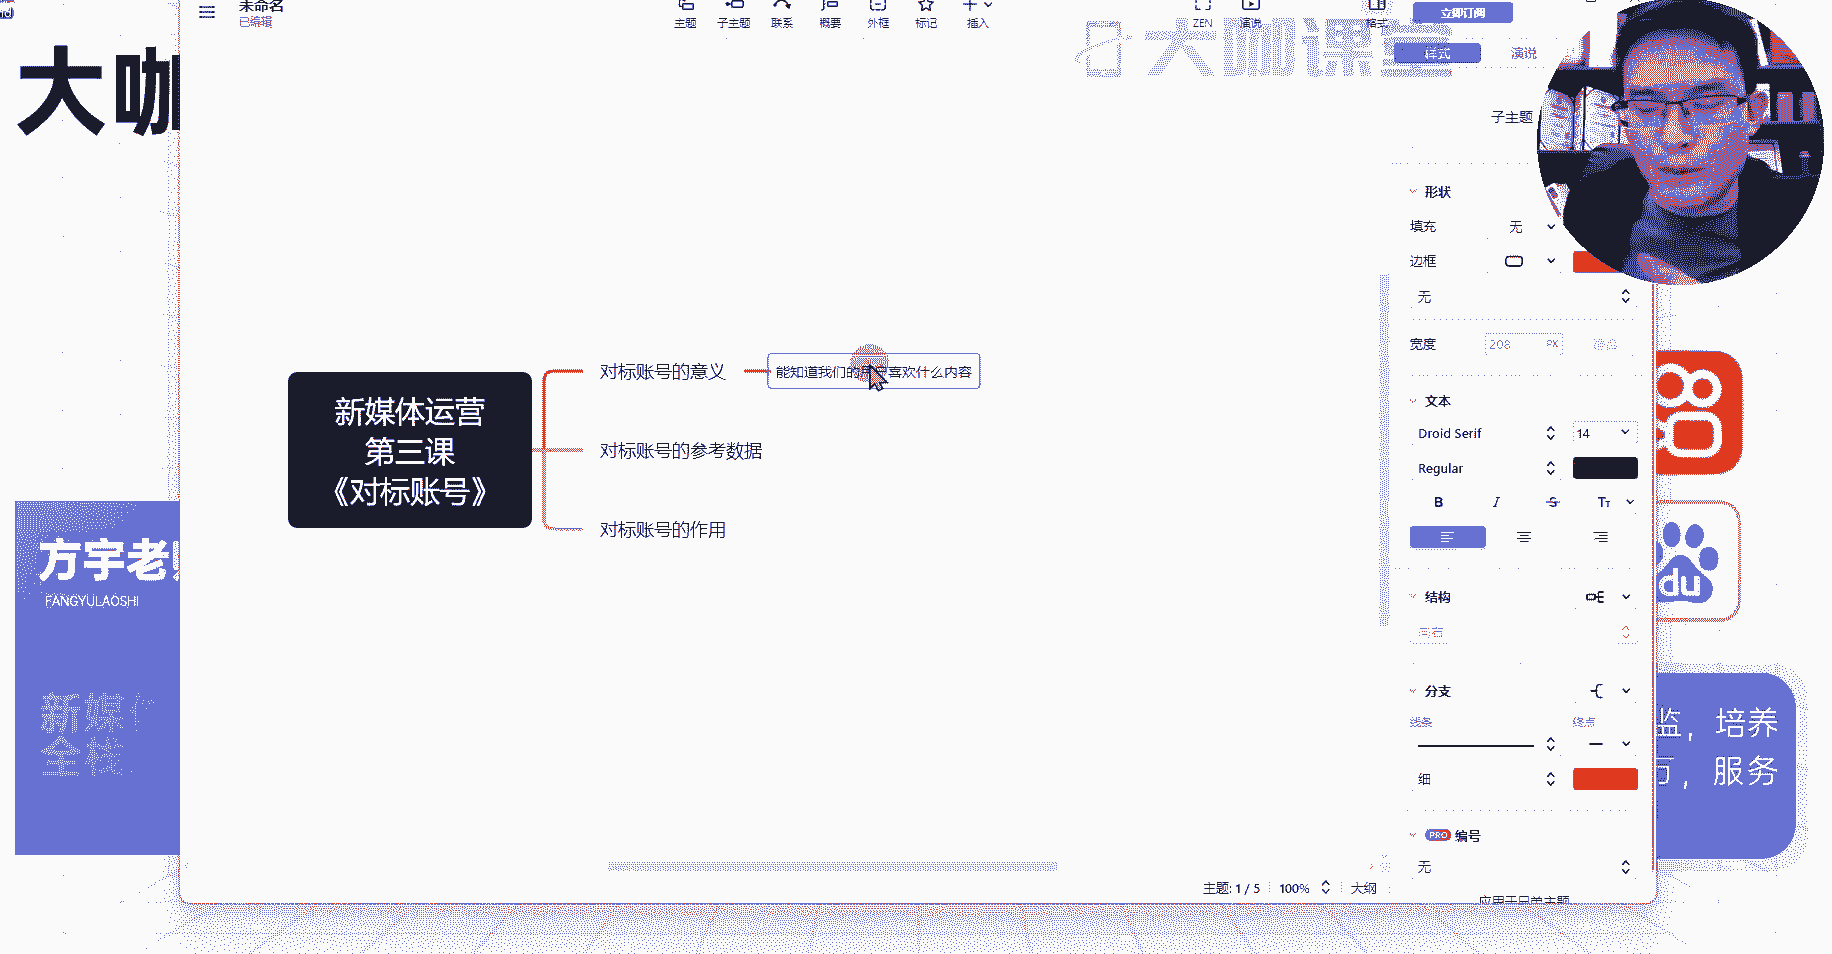 未命名
已编辑
主题
子主题
联系
概要
外框
标记
插入
ZEN
演说
格式
立即订阅
大咖课堂
大咖
样式
演说
子主题
形状
填充
无
边框
无
宽度
208
PX
文本
Droid Serif
14
Regular
B
I
S
TT
结构
分支
线条
终点
细
PRO
编号
无
新媒体运营
第三课
《对标账号》
对标账号的意义
能知道我们的用户喜欢什么内容
对标账号的参考数据
对标账号的作用
方宇老
FANGYULAOSHI
新媒
全栈
du
培养
服务
主题: 1 / 5
100%
大纲